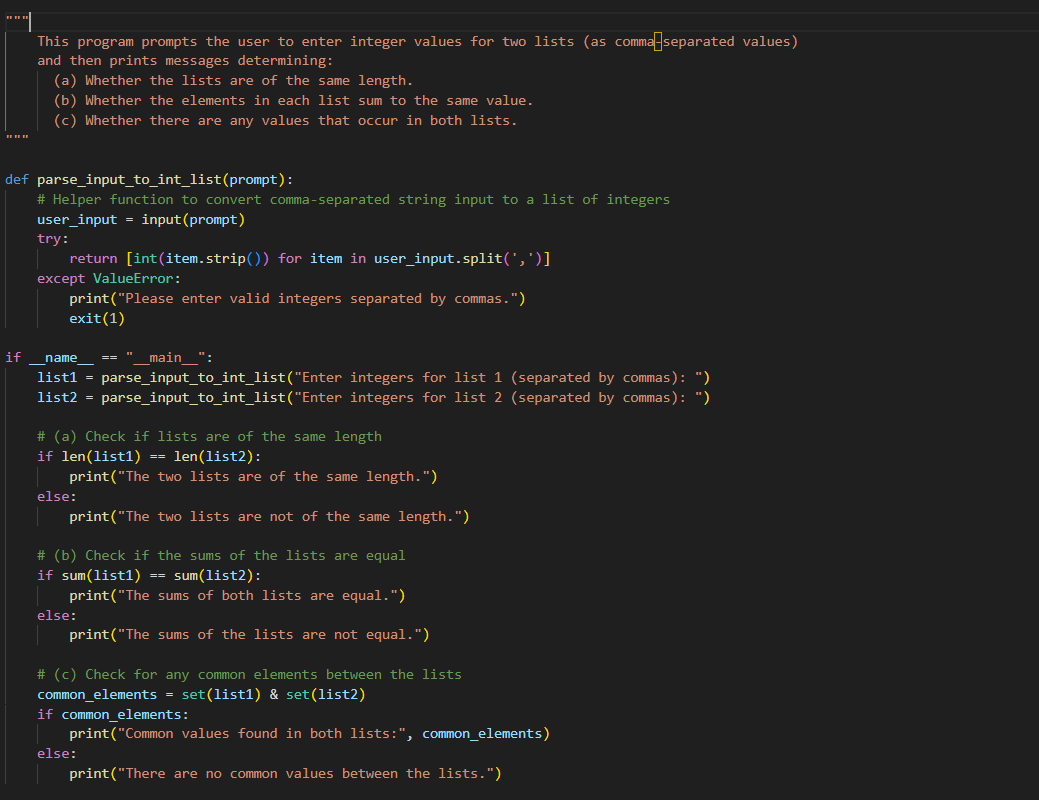 """
    This program prompts the user to enter integer values for two lists (as comma-separated values)
    and then prints messages determining:
      (a) Whether the lists are of the same length.
      (b) Whether the elements in each list sum to the same value.
      (c) Whether there are any values that occur in both lists.
"""

def parse_input_to_int_list(prompt):
    # Helper function to convert comma-separated string input to a list of integers
    user_input = input(prompt)
    try:
        return [int(item.strip()) for item in user_input.split(',')]
    except ValueError:
        print("Please enter valid integers separated by commas.")
        exit(1)

if __name__ == "__main__":
    list1 = parse_input_to_int_list("Enter integers for list 1 (separated by commas): ")
    list2 = parse_input_to_int_list("Enter integers for list 2 (separated by commas): ")

    # (a) Check if lists are of the same length
    if len(list1) == len(list2):
        print("The two lists are of the same length.")
    else:
        print("The two lists are not of the same length.")

    # (b) Check if the sums of the lists are equal
    if sum(list1) == sum(list2):
        print("The sums of both lists are equal.")
    else:
        print("The sums of the lists are not equal.")

    # (c) Check for any common elements between the lists
    common_elements = set(list1) & set(list2)
    if common_elements:
        print("Common values found in both lists:", common_elements)
    else:
        print("There are no common values between the lists.")